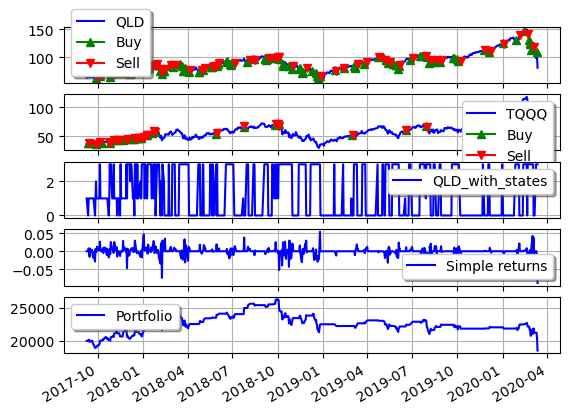 QLD
Buy
Sell
150
100
TQQQ
Buy
Sell
100
50
QLD_with_states
2
0
Simple returns
0.05
0.00
−0.05
Portfolio
25000
20000
2017-10
2018-01
2018-04
2018-07
2018-10
2019-01
2019-04
2019-07
2019-10
2020-01
2020-04